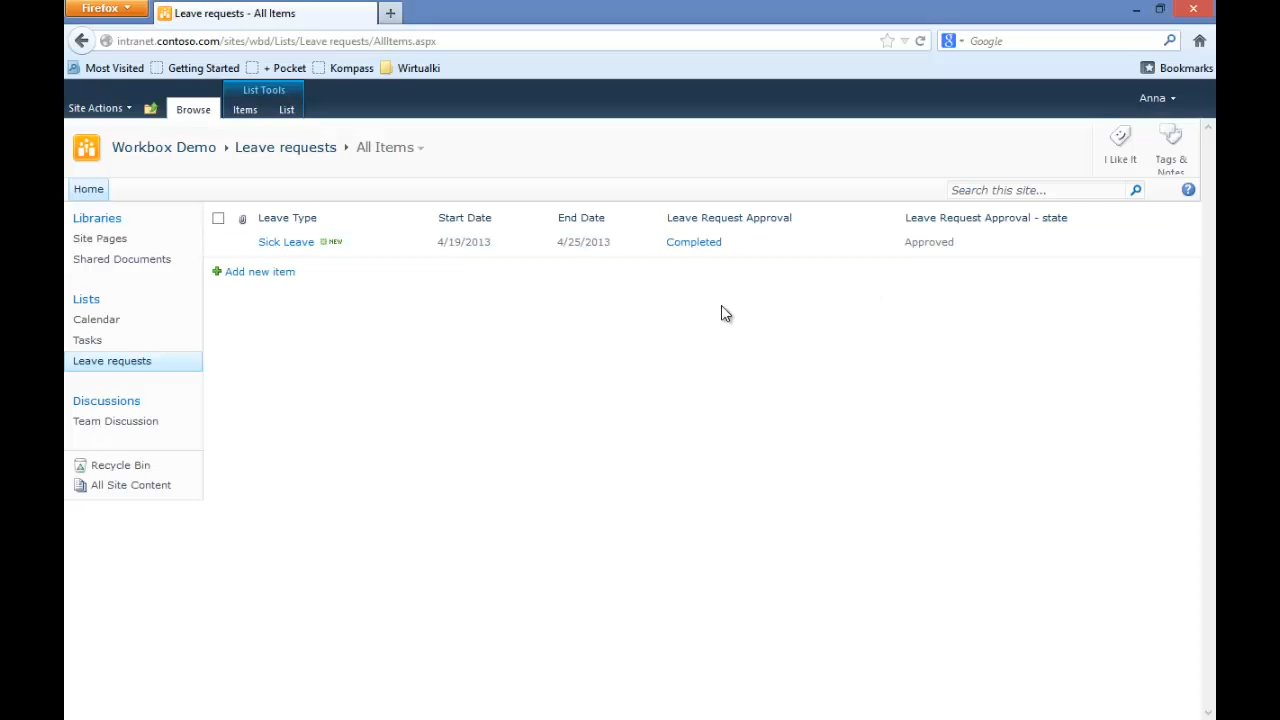 Firefox
Leave requests - All Items
intranet.contoso.com/sites/wbd/Lists/Leave requests/AllItems.aspx
Google
Most Visited Getting Started + Pocket Kompass Wirtualki Bookmarks
List Tools
Site Actions Browse Items List Anna
Workbox Demo Leave requests All Items
I Like It Tags & Notes
Home Search this site...
Libraries
Site Pages
Shared Documents
Lists
Calendar
Tasks
Leave requests
Discussions
Team Discussion
Recycle Bin
All Site Content
Leave Type Start Date End Date Leave Request Approval Leave Request Approval - state
Sick Leave NEW 4/19/2013 4/25/2013 Completed Approved
Add new item